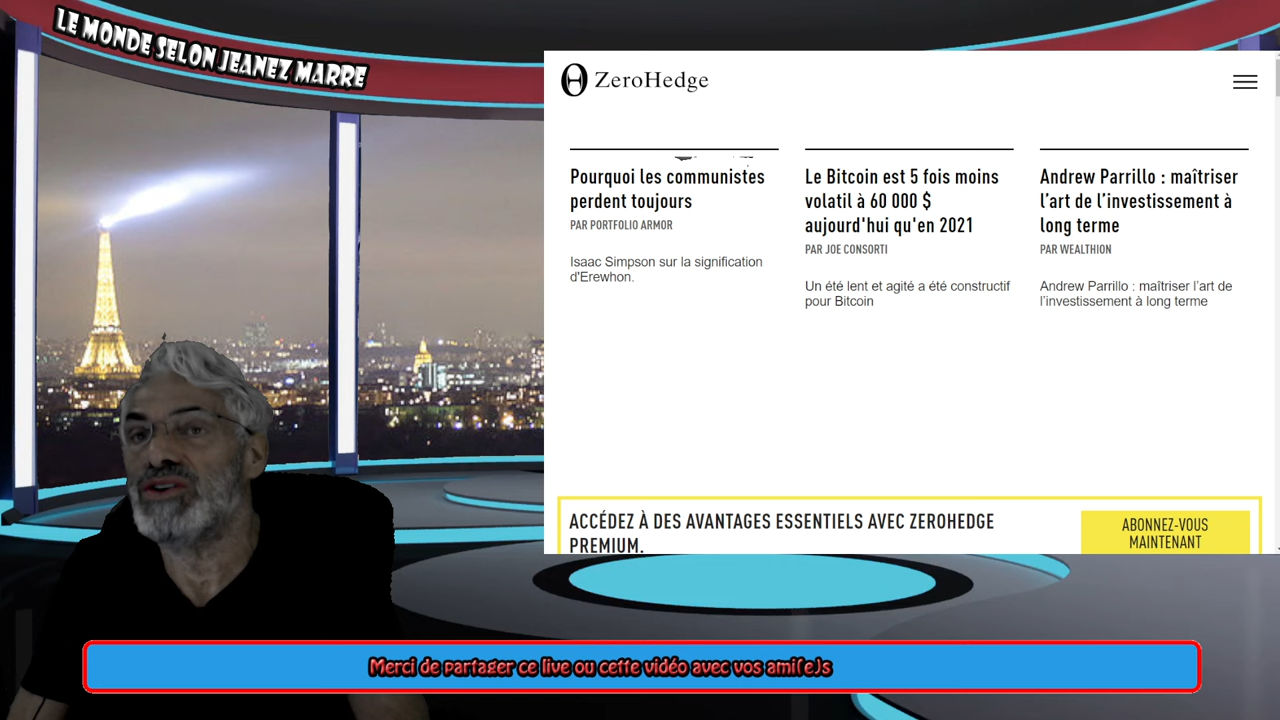 LE MONDE SELON JEANEZ MARRE
ZeroHedge
Pourquoi les communistes
perdent toujours
PAR PORTFOLIO ARMOR
Isaac Simpson sur la signification
d'Erewhon.
Le Bitcoin est 5 fois moins
volatil à 60 000 $
aujourd'hui qu'en 2021
PAR JOE CONSORTI
Un été lent et agité a été constructif
pour Bitcoin
Andrew Parrillo : maîtriser
l’art de l’investissement à
long terme
PAR WEALTHION
Andrew Parrillo : maîtriser l’art de
l’investissement à long terme
ACCÉDEZ À DES AVANTAGES ESSENTIELS AVEC ZEROHEDGE
PREMIUM.
ABONNEZ-VOUS
MAINTENANT
Merci de partager ce live ou cette vidéo avec vos ami(e)s